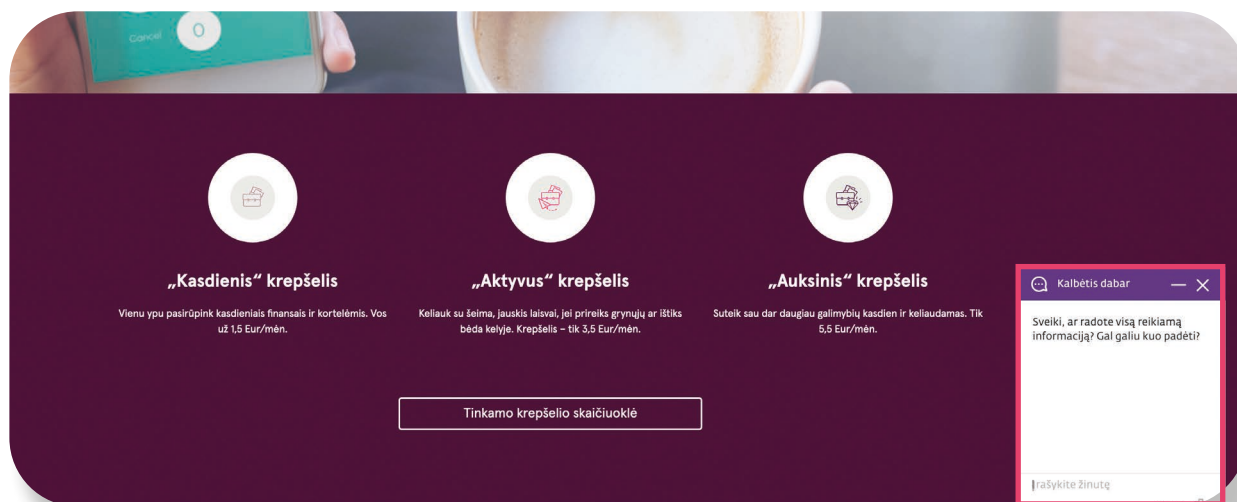 Cancel
0
„Kasdienis“ krepšelis
Vienu ypu pasirūpink kasdieniais finansais ir kortelėmis. Vos
už 1,5 Eur/mėn.
„Aktyvus“ krepšelis
Keliauk su šeima, jauskis laisvai, jei prireiks grynųjų ar ištiks
bėda kelyje. Krepšelis – tik 3,5 Eur/mėn.
„Auksinis“ krepšelis
Suteik sau dar daugiau galimybių kasdien ir keliaudamas. Tik
5,5 Eur/mėn.
Tinkamo krepšelio skaičiuoklė
Kalbėtis dabar
Sveiki, ar radote visą reikiamą
informaciją? Gal galiu kuo padėti?
Įrašykite žinutę